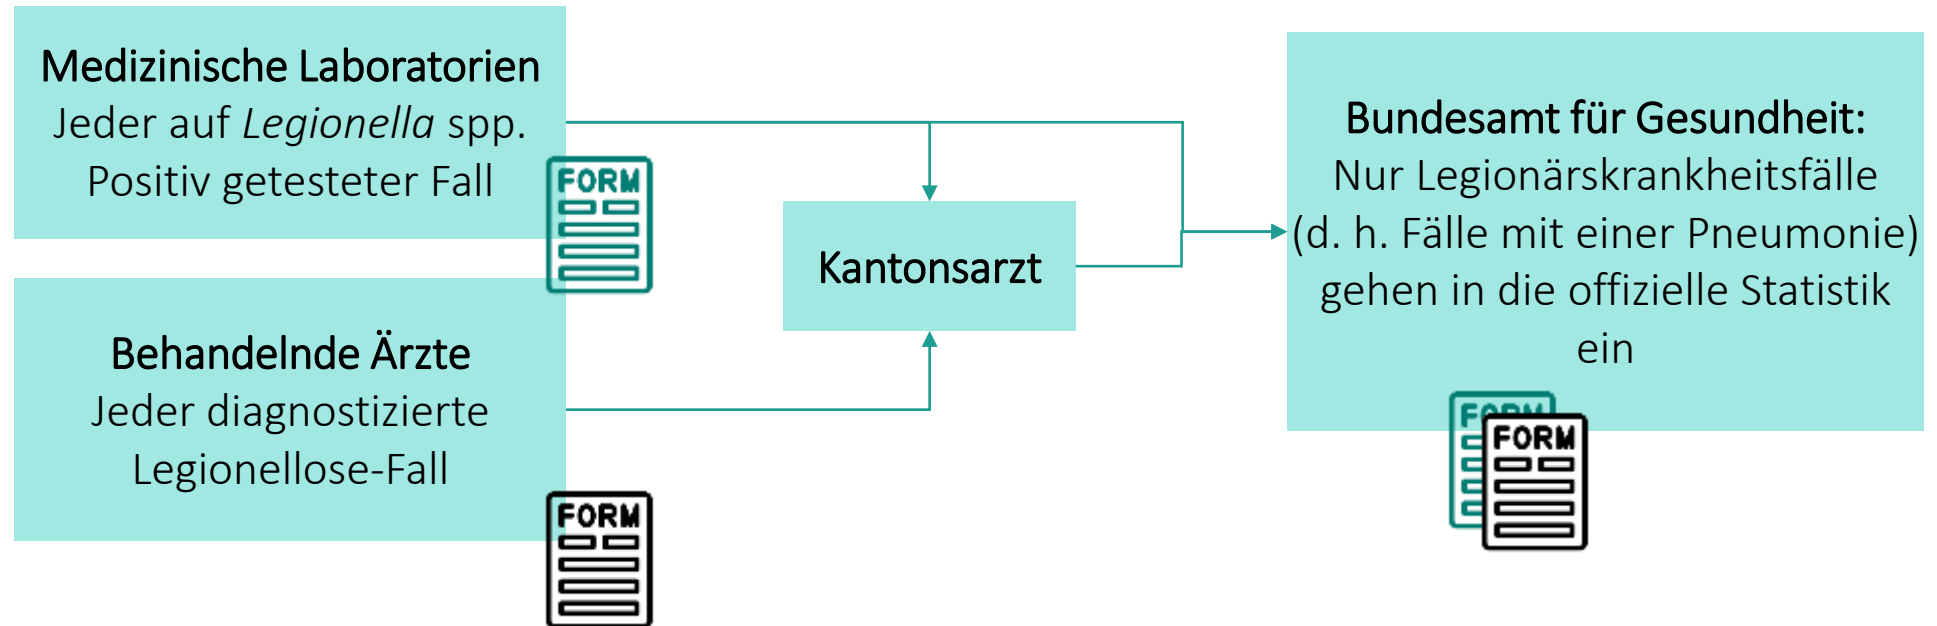 Medizinische Laboratorien
Jeder auf Legionella spp.
Positiv getesteter Fall
FORM
Behandelnde Ärzte
Jeder diagnostizierte
Legionellose-Fall
FORM
Kantonsarzt
Bundesamt für Gesundheit:
Nur Legionärskrankheitsfälle
(d. h. Fälle mit einer Pneumonie)
gehen in die offizielle Statistik
ein
FORM
FORM